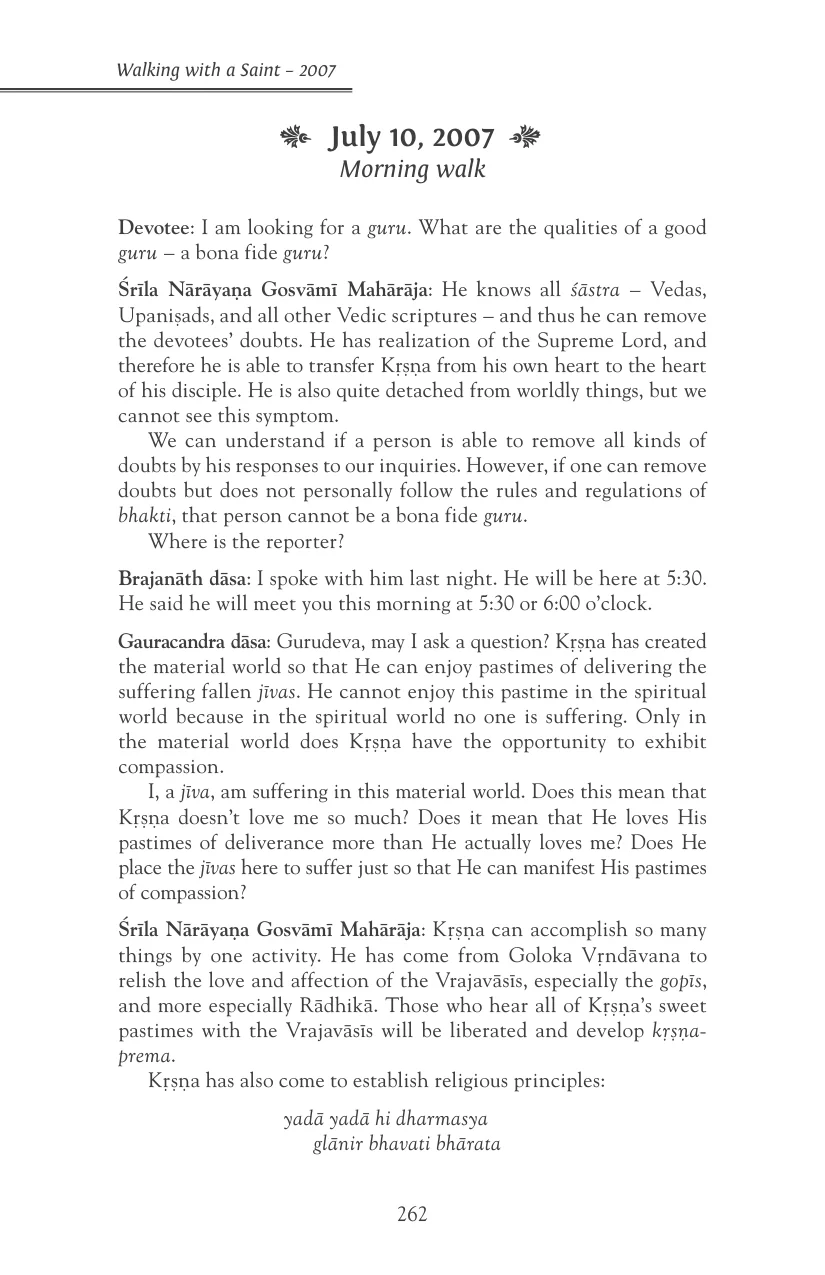 Walking with a Saint – 2007
July 10, 2007
Morning walk
Devotee: I am looking for a guru. What are the qualities of a good
guru – a bona fide guru?
Śrīla Nārāyaṇa Gosvāmī Mahārāja: He knows all śāstra – Vedas,
Upaniṣads, and all other Vedic scriptures – and thus he can remove
the devotees’ doubts. He has realization of the Supreme Lord, and
therefore he is able to transfer Kṛṣṇa from his own heart to the heart
of his disciple. He is also quite detached from worldly things, but we
cannot see this symptom.
We can understand if a person is able to remove all kinds of
doubts by his responses to our inquiries. However, if one can remove
doubts but does not personally follow the rules and regulations of
bhakti, that person cannot be a bona fide guru.
Where is the reporter?
Brajanāth dāsa: I spoke with him last night. He will be here at 5:30.
He said he will meet you this morning at 5:30 or 6:00 o’clock.
Gauracandra dāsa: Gurudeva, may I ask a question? Kṛṣṇa has created
the material world so that He can enjoy pastimes of delivering the
suffering fallen jīvas. He cannot enjoy this pastime in the spiritual
world because in the spiritual world no one is suffering. Only in
the material world does Kṛṣṇa have the opportunity to exhibit
compassion.
I, a jīva, am suffering in this material world. Does this mean that
Kṛṣṇa doesn’t love me so much? Does it mean that He loves His
pastimes of deliverance more than He actually loves me? Does He
place the jīvas here to suffer just so that He can manifest His pastimes
of compassion?
Śrīla Nārāyaṇa Gosvāmī Mahārāja: Kṛṣṇa can accomplish so many
things by one activity. He has come from Goloka Vṛndāvana to
relish the love and affection of the Vrajavāsīs, especially the gopīs,
and more especially Rādhikā. Those who hear all of Kṛṣṇa’s sweet
pastimes with the Vrajavāsīs will be liberated and develop kṛṣṇa-
prema.
Kṛṣṇa has also come to establish religious principles:
yadā yadā hi dharmasya
glānir bhavati bhārata
262